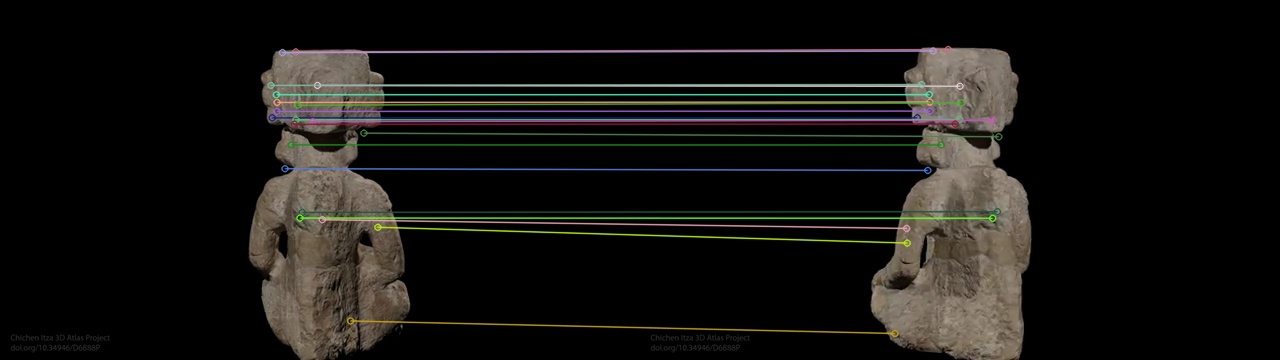 Chichen Itza 3D Atlas Project
doi.org/10.34946/D6B88P
Chichen Itza 3D Atlas Project
doi.org/10.34946/D6B88P